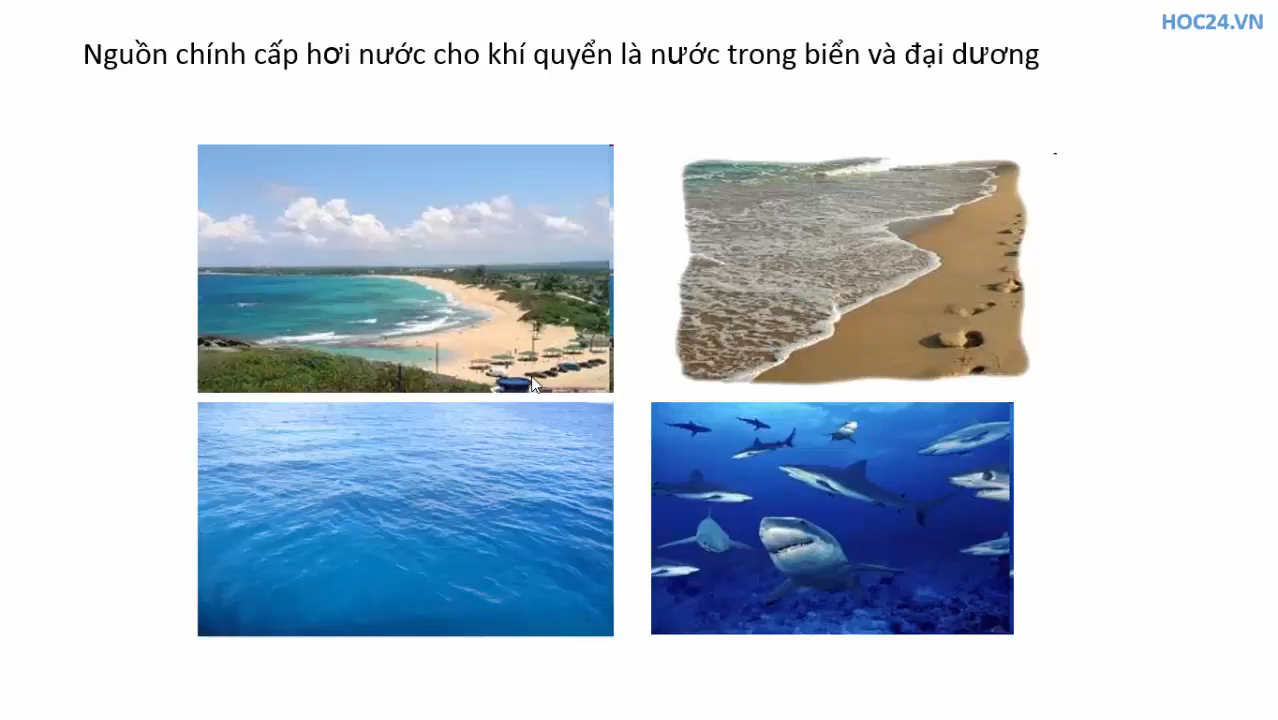 HOC24.VN
Nguồn chính cấp hơi nước cho khí quyển là nước trong biển và đại dương